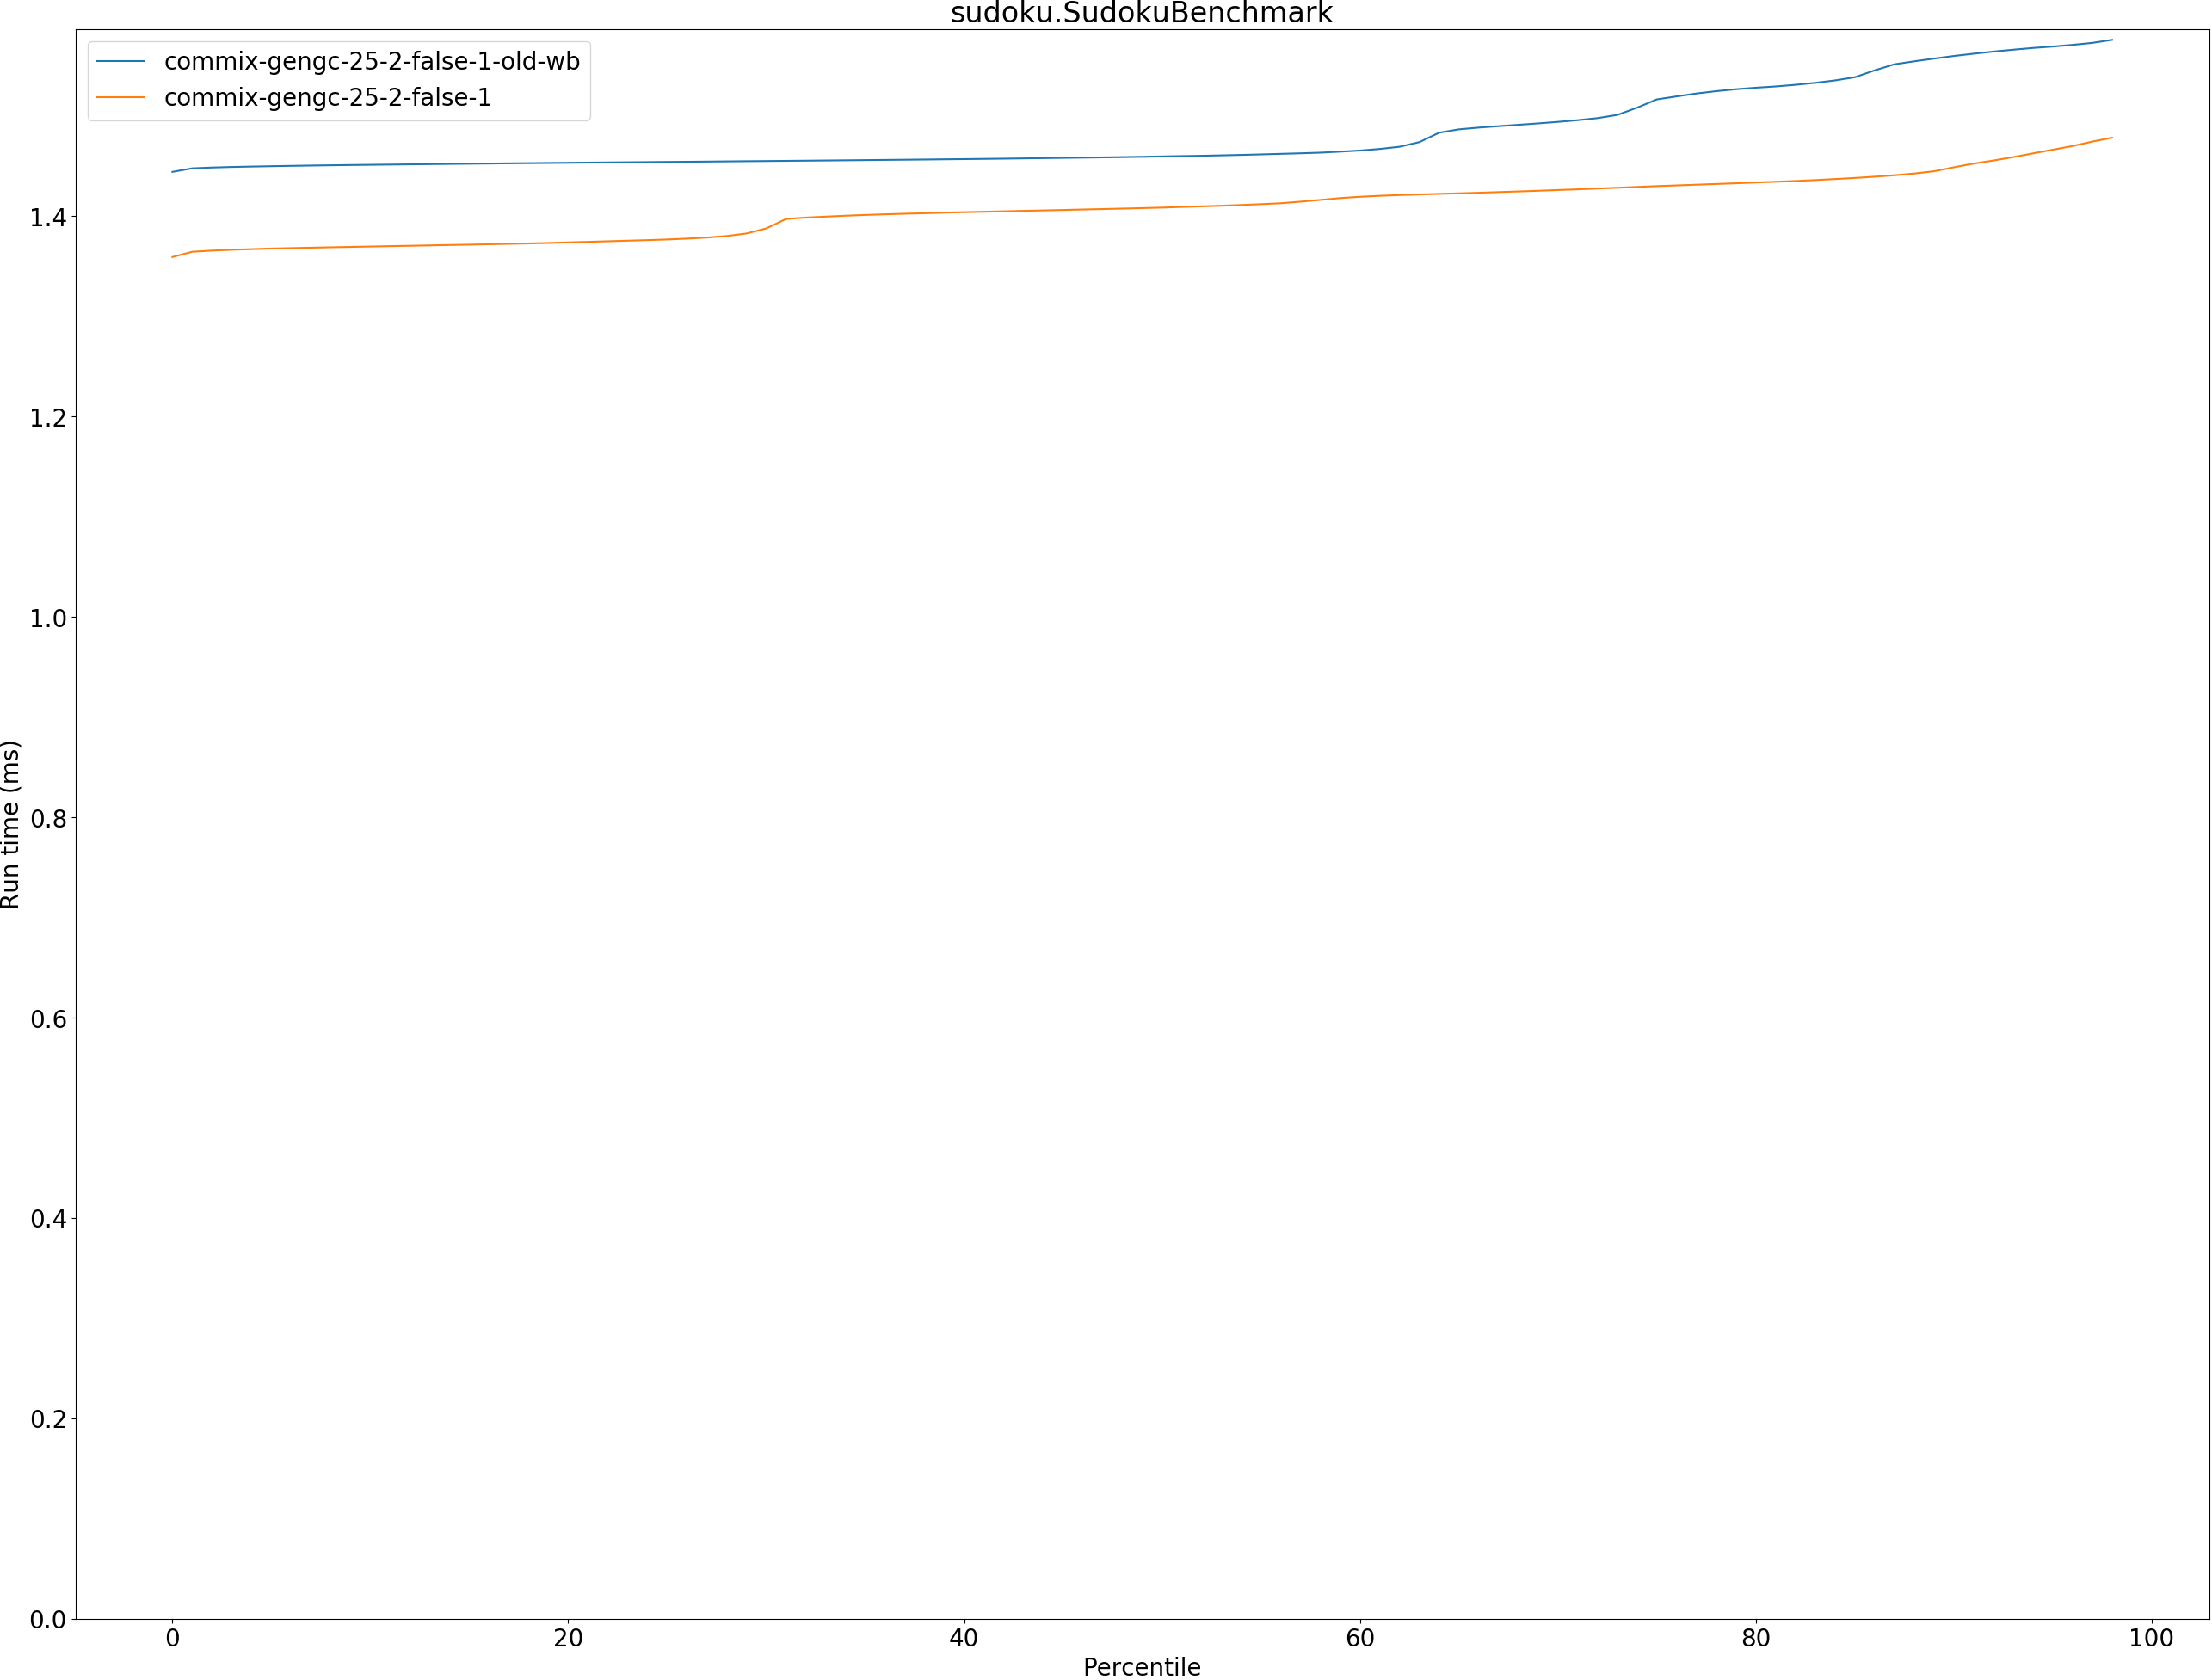 sudoku.SudokuBenchmark
commix-gengc-25-2-false-1-old-wb
commix-gengc-25-2-false-1
Run time (ms)
1.4
1.2
1.0
0.8
0.6
0.4
0.2
0.0
0 20 40 60 80 100
Percentile